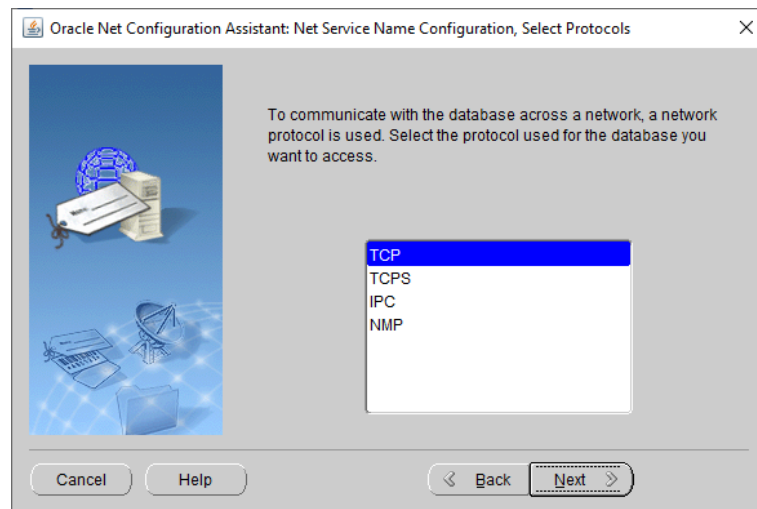 Oracle Net Configuration Assistant: Net Service Name Configuration, Select Protocols
To communicate with the database across a network, a network
protocol is used. Select the protocol used for the database you
want to access.
TCP
TCPS
IPC
NMP
Cancel
Help
Back
Next